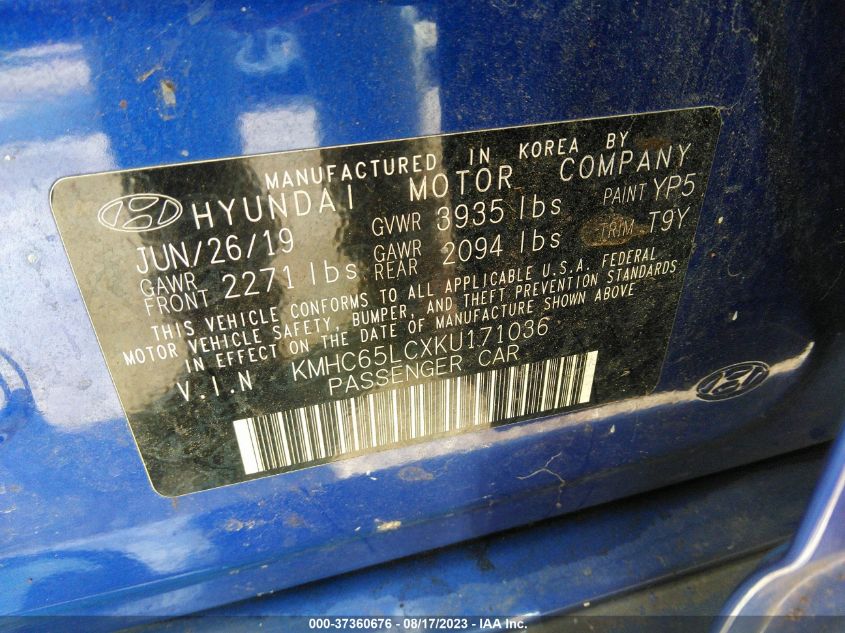 MANUFACTURED IN KOREA BY
HYUNDAI MOTOR COMPANY
JUN/26/19 GVWR 3935 lbs PAINT YP5
GAWR FRONT 2271 lbs GAWR REAR 2094 lbs TRIM T9Y
THIS VEHICLE CONFORMS TO ALL APPLICABLE U.S.A. FEDERAL
MOTOR VEHICLE SAFETY, BUMPER, AND THEFT PREVENTION STANDARDS
IN EFFECT ON THE DATE OF MANUFACTURE SHOWN ABOVE
V.I.N KMHC65LCXKU171036
PASSENGER CAR
000-37360676 - 08/17/2023 - IAA Inc.